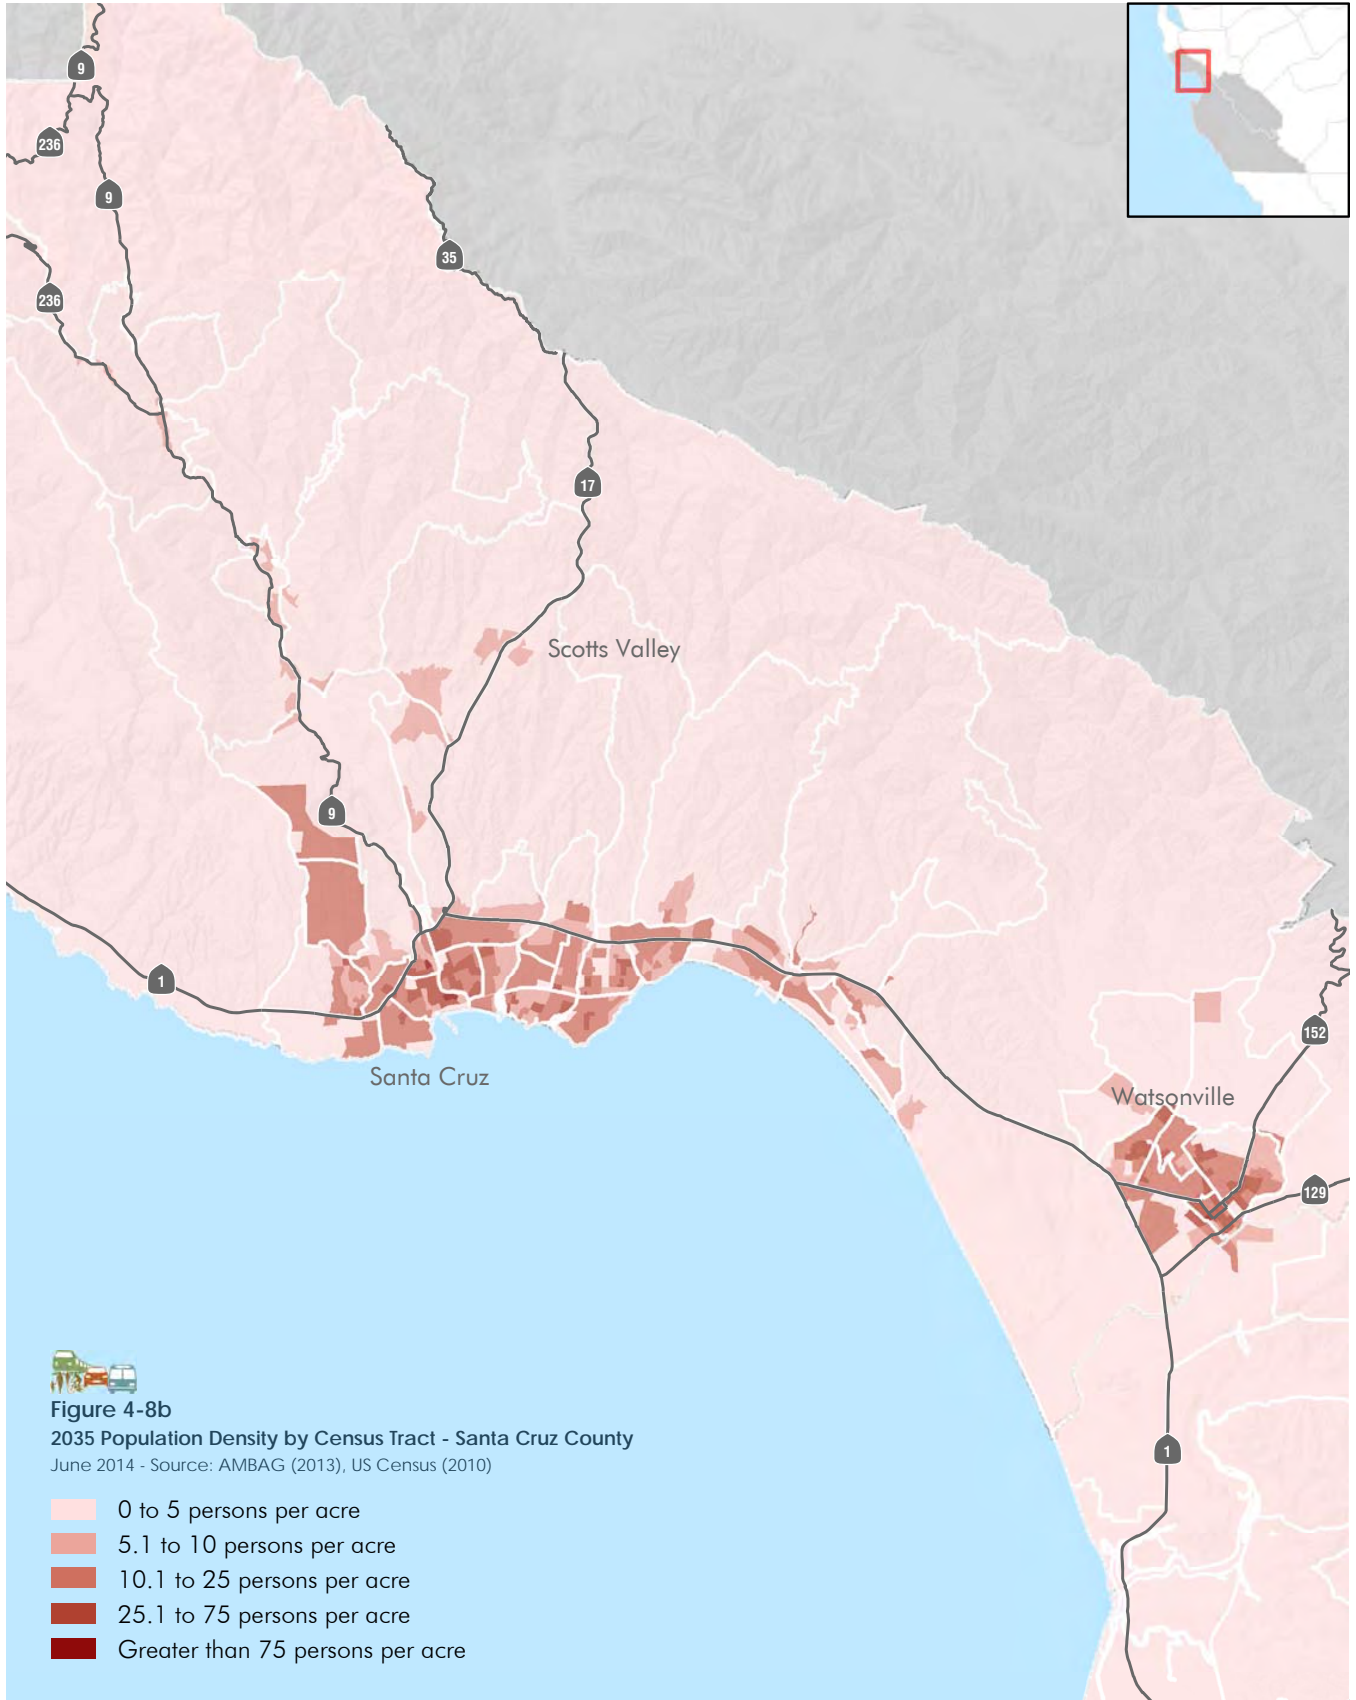 9
236
9
35
236
17
Scotts Valley
9
1
152
Santa Cruz
Watsonville
129
Figure 4-8b
2035 Population Density by Census Tract - Santa Cruz County
June 2014 - Source: AMBAG (2013), US Census (2010)
1
0 to 5 persons per acre
5.1 to 10 persons per acre
10.1 to 25 persons per acre
25.1 to 75 persons per acre
Greater than 75 persons per acre